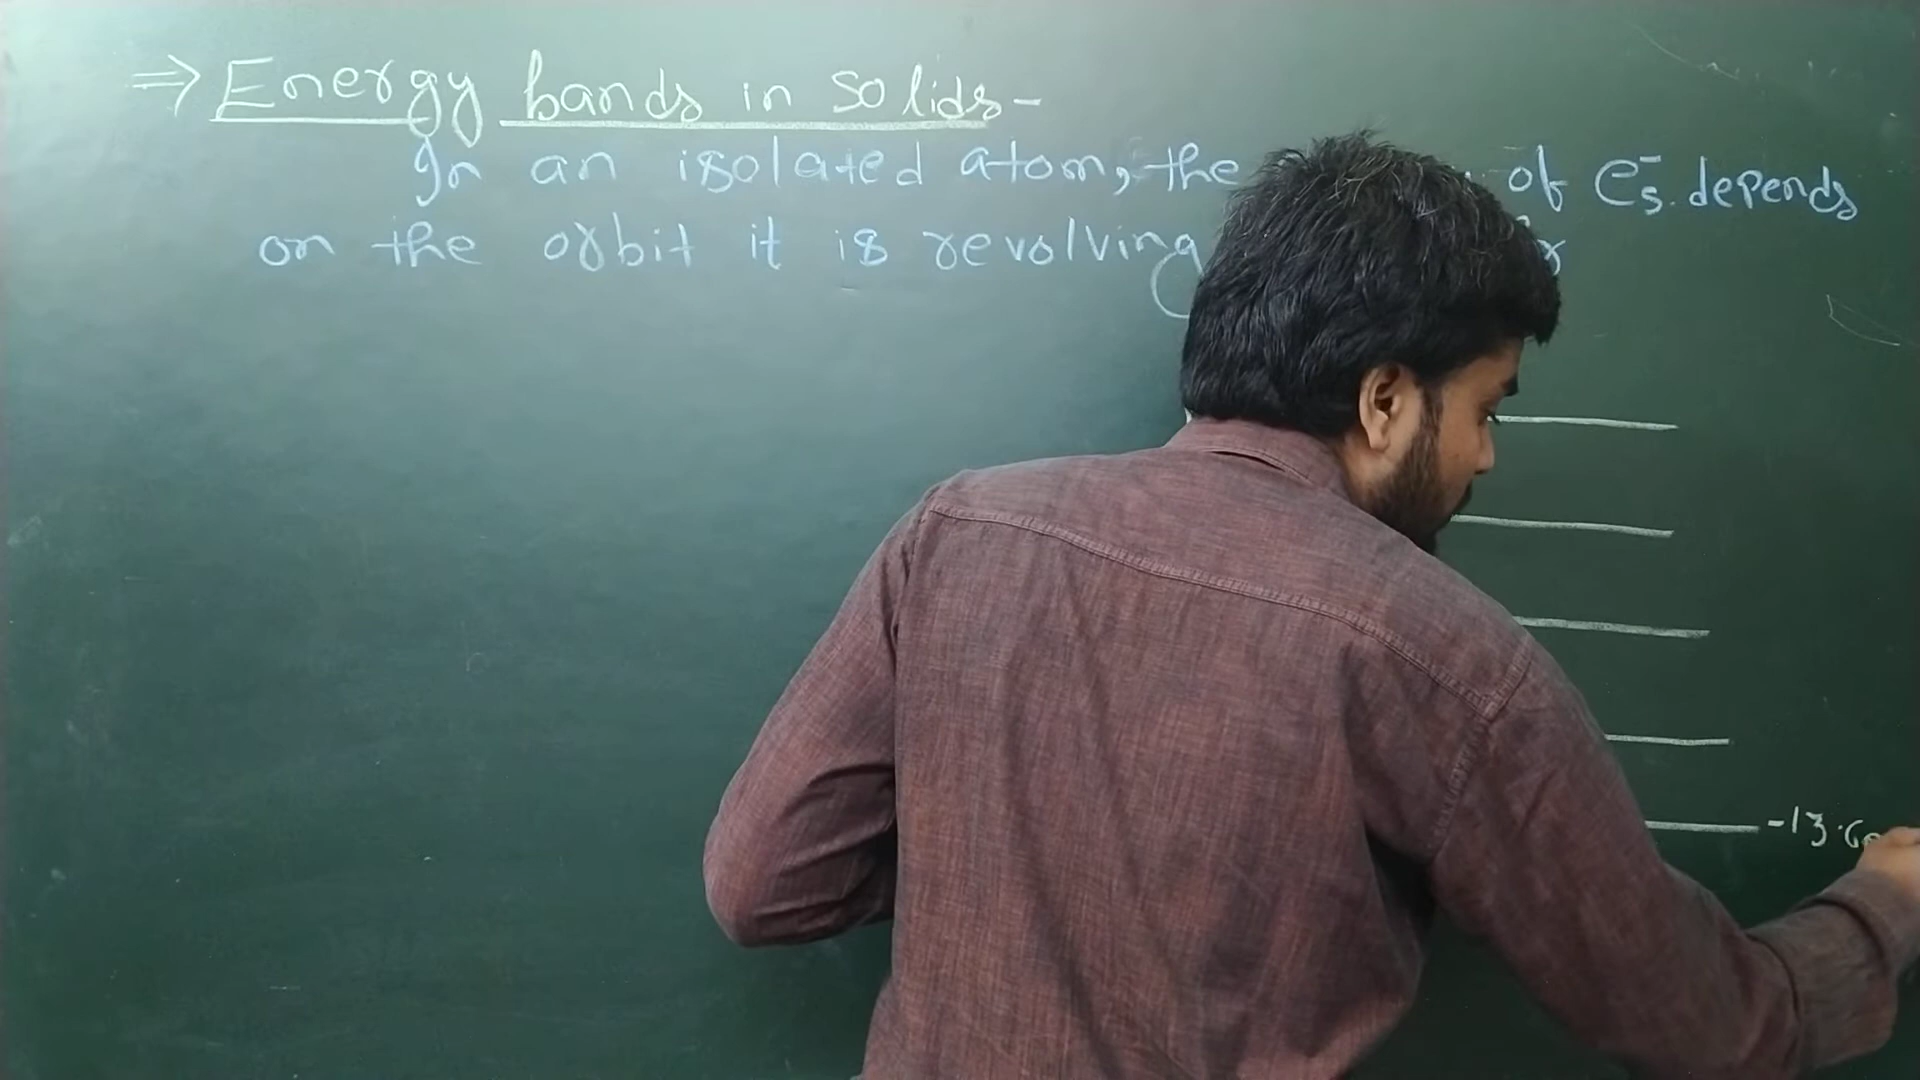 ⇒ Energy bands in solids-
In an isolated atom, the of e⁻s. depends
on the orbit it is revolving
-13.6